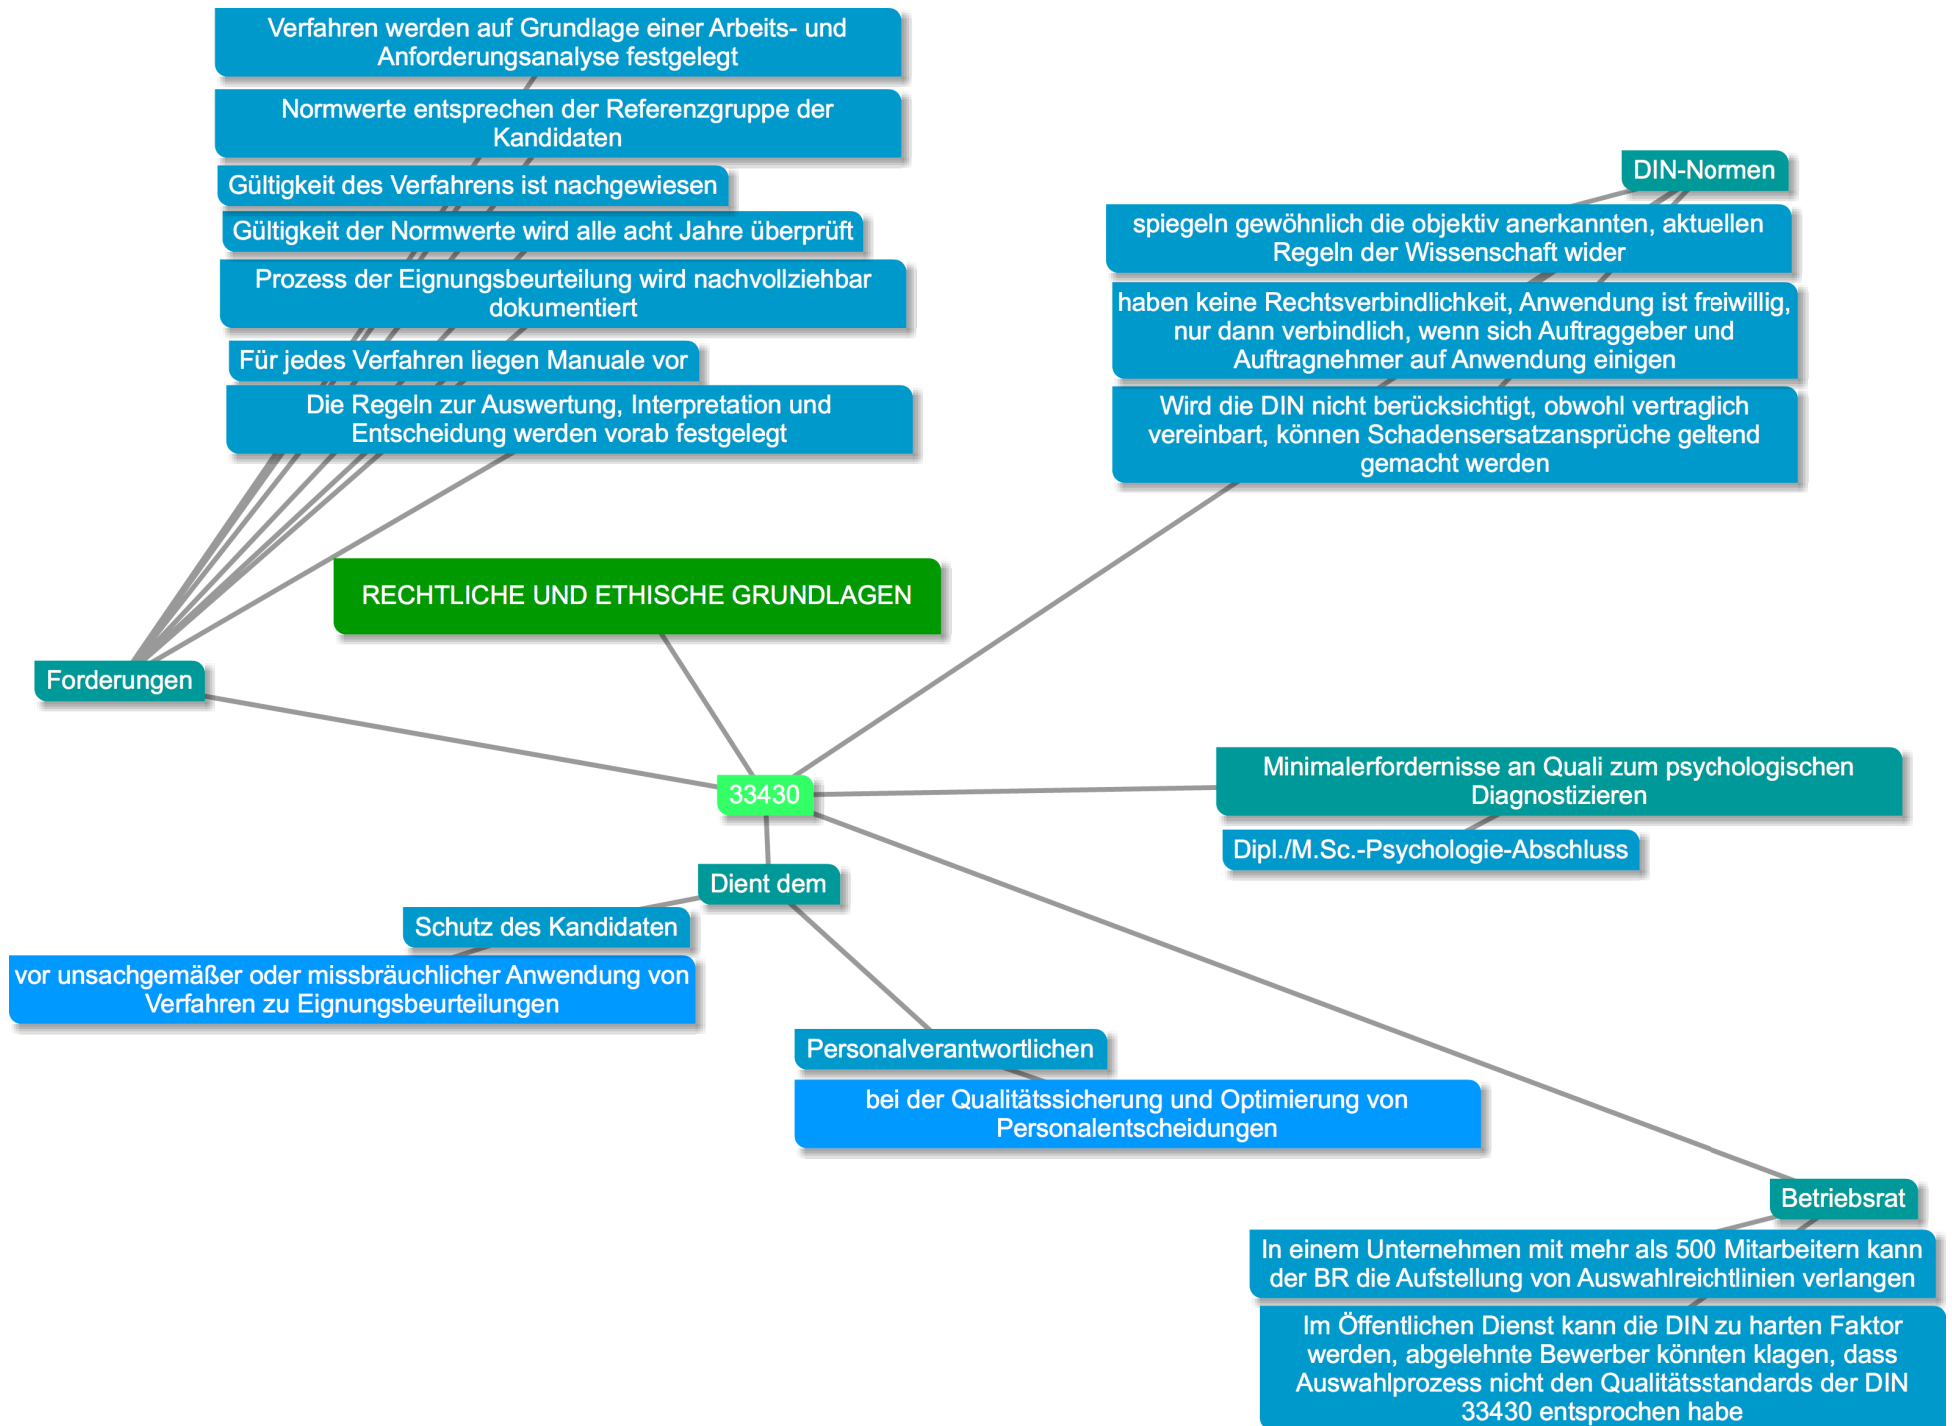 Verfahren werden auf Grundlage einer Arbeits- und
Anforderungsanalyse festgelegt
Normwerte entsprechen der Referenzgruppe der
Kandidaten
Gültigkeit des Verfahrens ist nachgewiesen
Gültigkeit der Normwerte wird alle acht Jahre überprüft
Prozess der Eignungsbeurteilung wird nachvollziehbar
dokumentiert
Für jedes Verfahren liegen Manuale vor
Die Regeln zur Auswertung, Interpretation und
Entscheidung werden vorab festgelegt
DIN-Normen
spiegeln gewöhnlich die objektiv anerkannten, aktuellen
Regeln der Wissenschaft wider
haben keine Rechtsverbindlichkeit, Anwendung ist freiwillig,
nur dann verbindlich, wenn sich Auftraggeber und
Auftragnehmer auf Anwendung einigen
Wird die DIN nicht berücksichtigt, obwohl vertraglich
vereinbart, können Schadensersatzansprüche geltend
gemacht werden
RECHTLICHE UND ETHISCHE GRUNDLAGEN
Forderungen
33430
Minimalerfordernisse an Quali zum psychologischen
Diagnostizieren
Dipl./M.Sc.-Psychologie-Abschluss
Dient dem
Schutz des Kandidaten
vor unsachgemäßer oder missbräuchlicher Anwendung von
Verfahren zu Eignungsbeurteilungen
Personalverantwortlichen
bei der Qualitätssicherung und Optimierung von
Personalentscheidungen
Betriebsrat
In einem Unternehmen mit mehr als 500 Mitarbeitern kann
der BR die Aufstellung von Auswahlreichtlinien verlangen
Im Öffentlichen Dienst kann die DIN zu harten Faktor
werden, abgelehnte Bewerber könnten klagen, dass
Auswahlprozess nicht den Qualitätsstandards der DIN
33430 entsprochen habe